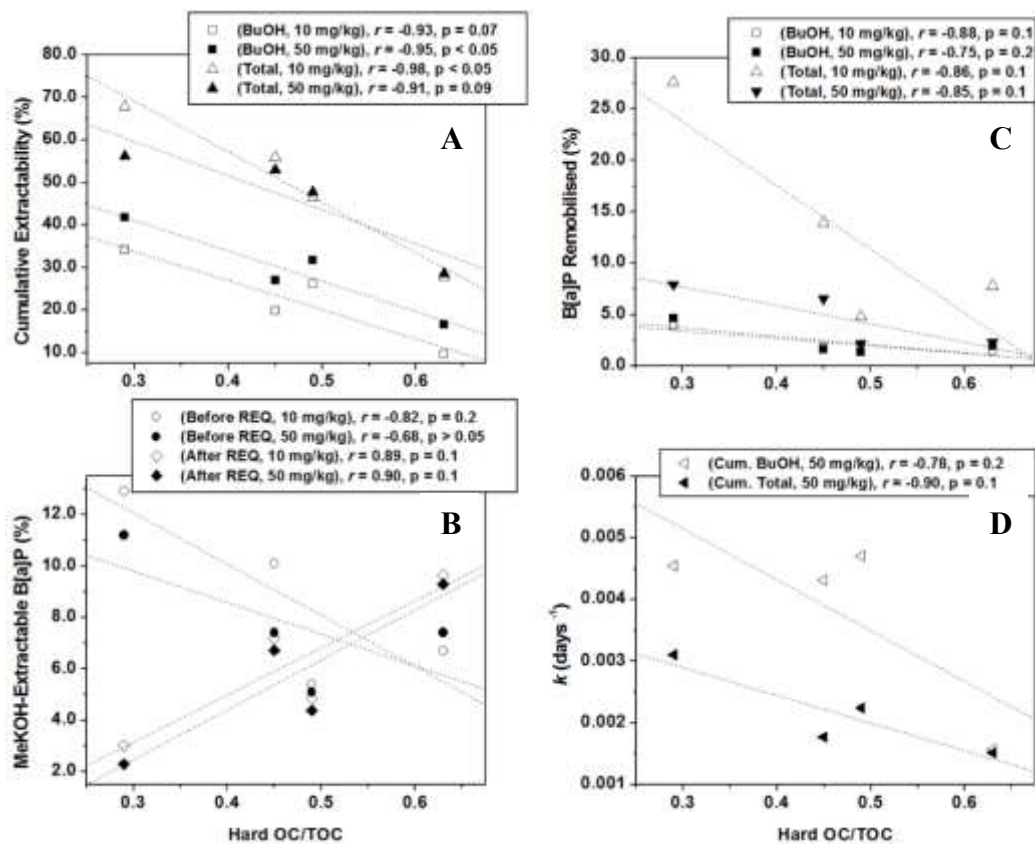 (BuOH, 10 mg/kg), r = -0.93, p = 0.07
(BuOH, 50 mg/kg), r = -0.95, p < 0.05
(Total, 10 mg/kg), r = -0.98, p < 0.05
(Total, 50 mg/kg), r = -0.91, p = 0.09
A
Cumulative Extractability (%)
70.0
60.0
50.0
40.0
30.0
20.0
10.0
0.3
0.4
0.5
0.6
(BuOH, 10 mg/kg), r = -0.88, p = 0.1
(BuOH, 50 mg/kg), r = -0.75, p = 0.2
(Total, 10 mg/kg), r = -0.86, p = 0.1
(Total, 50 mg/kg), r = -0.85, p = 0.1
C
B[a]P Remobilised (%)
30.0
25.0
20.0
15.0
10.0
5.0
0.0
0.3
0.4
0.5
0.6
(Before REQ, 10 mg/kg), r = -0.82, p = 0.2
(Before REQ, 50 mg/kg), r = -0.68, p > 0.05
(After REQ, 10 mg/kg), r = 0.89, p = 0.1
(After REQ, 50 mg/kg), r = 0.90, p = 0.1
B
MeKOH-Extractable B[a]P (%)
12.0
10.0
8.0
6.0
4.0
2.0
0.3
0.4
0.5
0.6
Hard OC/TOC
(Cum. BuOH, 50 mg/kg), r = -0.78, p = 0.2
(Cum. Total, 50 mg/kg), r = -0.90, p = 0.1
D
k (days⁻¹)
0.006
0.005
0.004
0.003
0.002
0.001
0.3
0.4
0.5
0.6
Hard OC/TOC